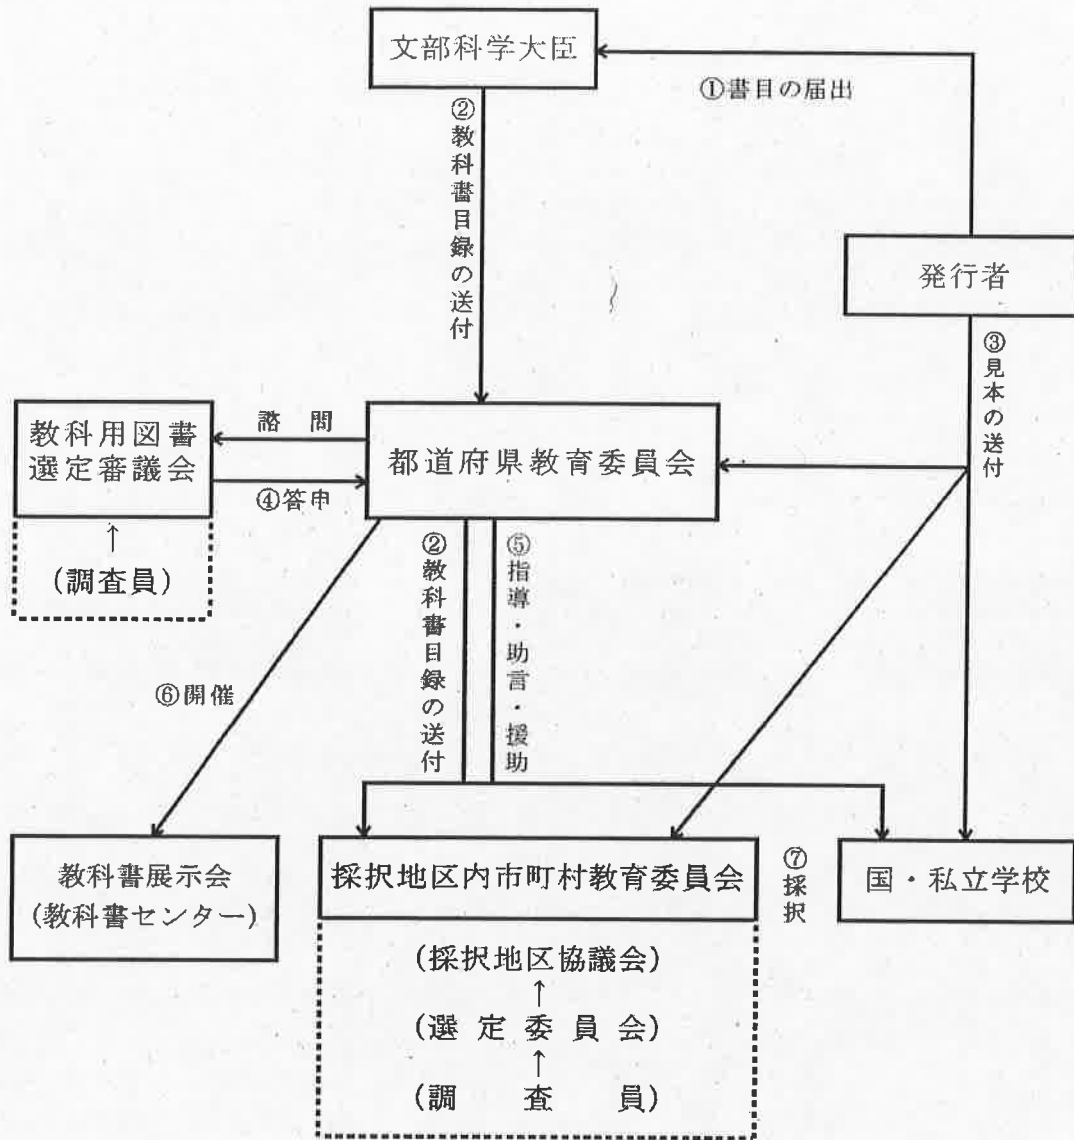 文部科学大臣
①書目の届出
②教科書目録の送付
発行者
③見本の送付
教科用図書
選定審議会
諮問
④答申
都道府県教育委員会
↑
(調査員)
②教科書目録の送付
⑤指導・助言・援助
⑥開催
教科書展示会
(教科書センター)
採択地区内市町村教育委員会
⑦採択
国・私立学校
(採択地区協議会)
↑
(選定委員会)
↑
(調査員)